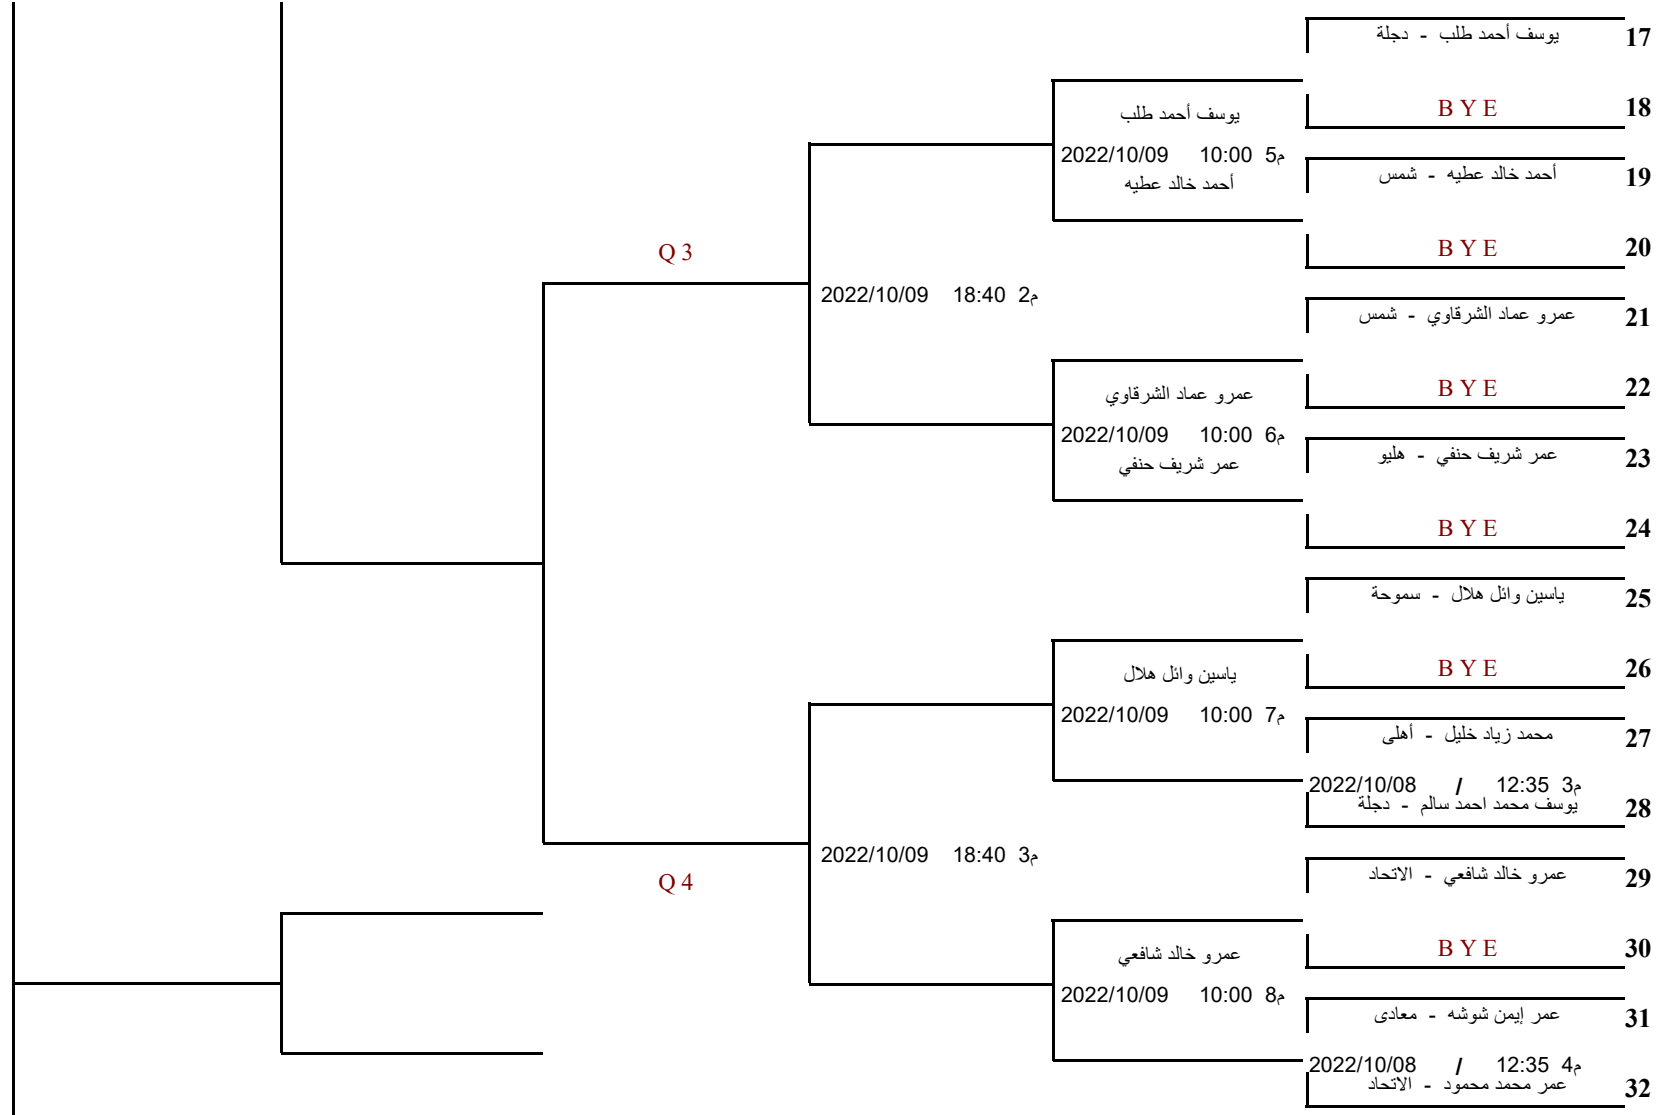 17 يوسف أحمد طلب - دجلة
18 B Y E
يوسف أحمد طلب
م5 10:00 2022/10/09
أحمد خالد عطيه
19 أحمد خالد عطيه - شمس
20 B Y E
Q 3
م2 18:40 2022/10/09
21 عمرو عماد الشرقاوي - شمس
22 B Y E
عمرو عماد الشرقاوي
م6 10:00 2022/10/09
عمر شريف حنفي
23 عمر شريف حنفي - هليو
24 B Y E
25 ياسين وائل هلال - سموحة
26 B Y E
ياسين وائل هلال
م7 10:00 2022/10/09
27 محمد زياد خليل - أهلى
م3 12:35 / 2022/10/08
28 يوسف محمد احمد سالم - دجلة
م3 18:40 2022/10/09
Q 4
29 عمرو خالد شافعي - الاتحاد
30 B Y E
عمرو خالد شافعي
م8 10:00 2022/10/09
31 عمر إيمن شوشه - معادى
م4 12:35 / 2022/10/08
32 عمر محمد محمود - الاتحاد